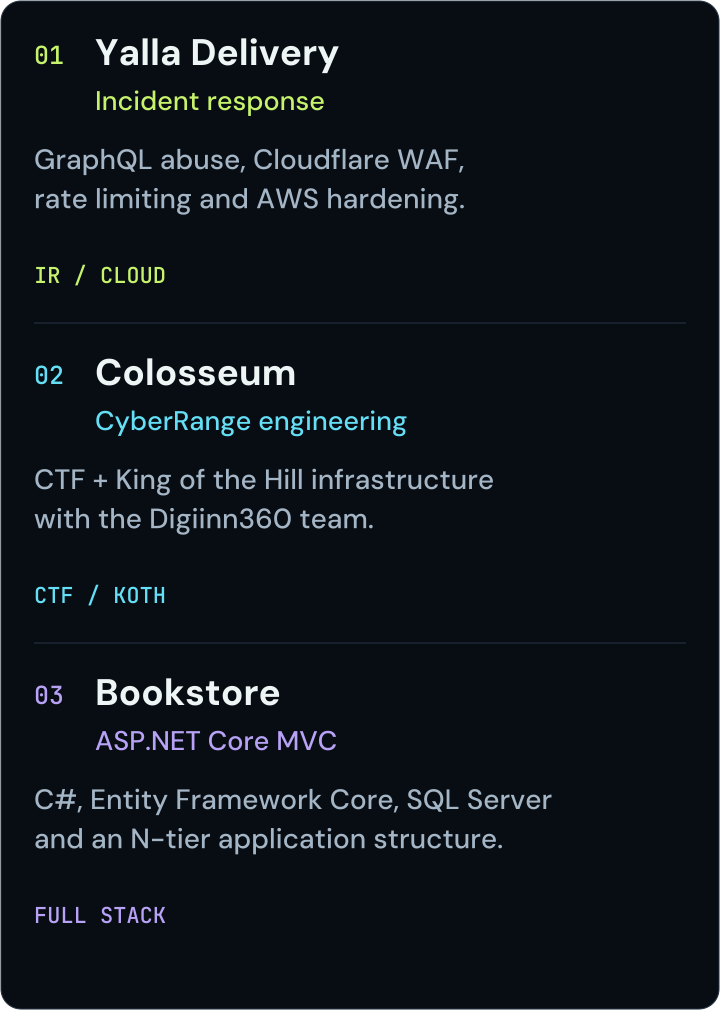 01 Yalla Delivery
Incident response
GraphQL abuse, Cloudflare WAF,
rate limiting and AWS hardening.
IR / CLOUD
02 Colosseum
CyberRange engineering
CTF + King of the Hill infrastructure
with the Digiinn360 team.
CTF / KOTH
03 Bookstore
ASP.NET Core MVC
C#, Entity Framework Core, SQL Server
and an N-tier application structure.
FULL STACK